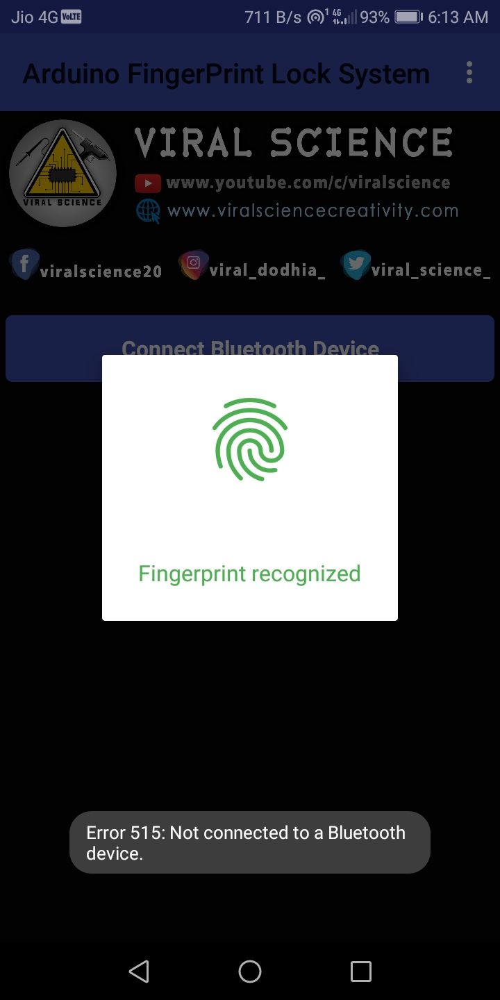 Jio 4G VoLTE 711 B/s 1 4G 93% 6:13 AM
Arduino FingerPrint Lock System
VIRAL SCIENCE
www.youtube.com/c/viralscience
VIRAL SCIENCE
www.viralsciencecreativity.com
f viralscience20 viral_dodhia_ viral_science_
Connect Bluetooth Device
Fingerprint recognized
Error 515: Not connected to a Bluetooth
device.